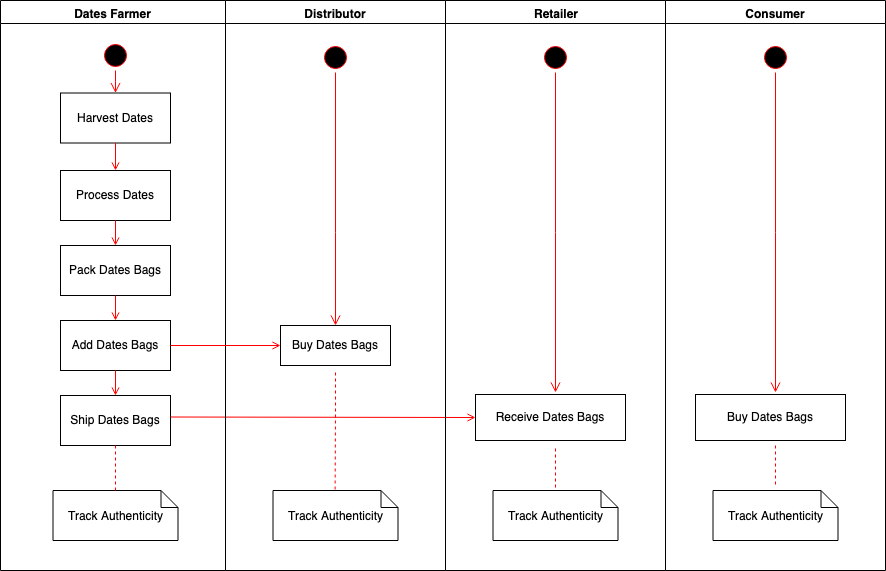 Dates Farmer
Distributor
Retailer
Consumer
Harvest Dates
Process Dates
Pack Dates Bags
Add Dates Bags
Buy Dates Bags
Ship Dates Bags
Receive Dates Bags
Buy Dates Bags
Track Authenticity
Track Authenticity
Track Authenticity
Track Authenticity